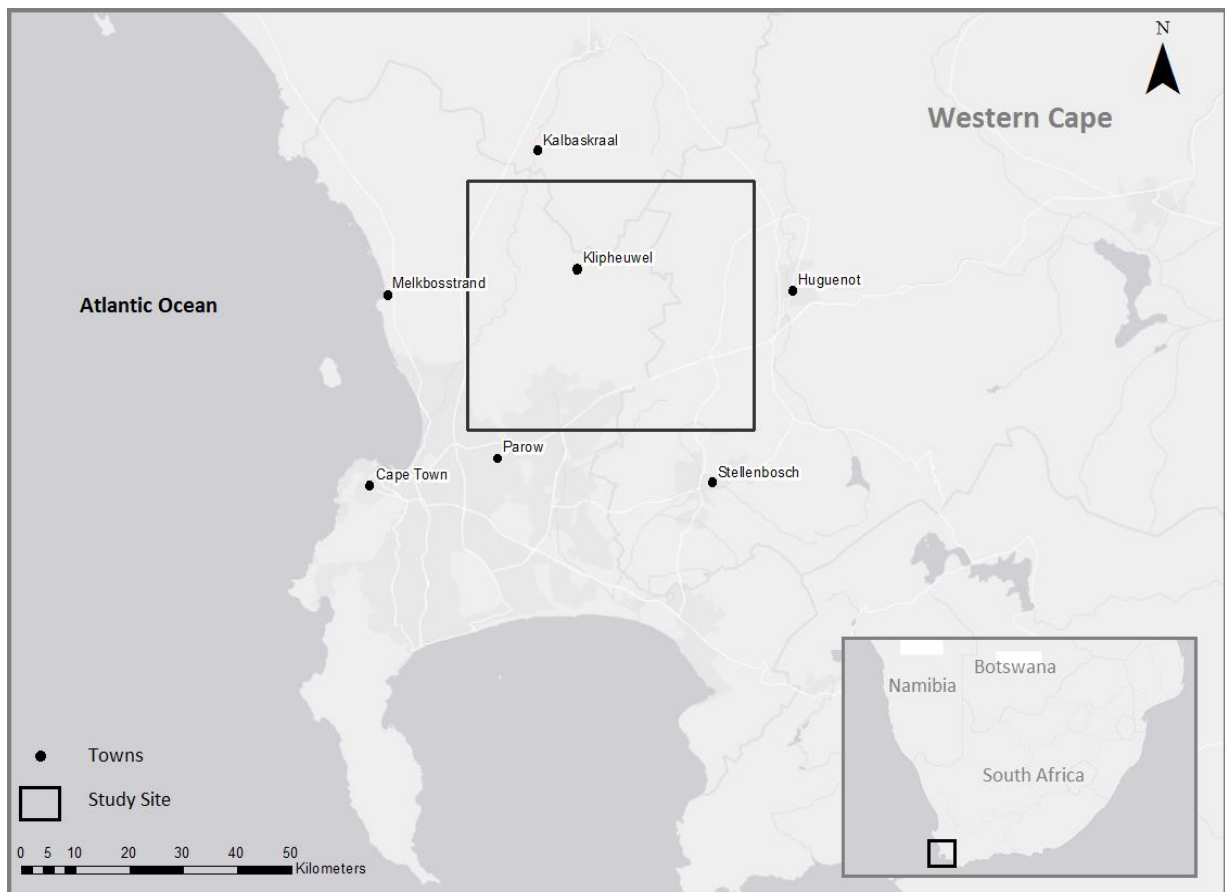 N
Western Cape
Kalbaskraal
Klipheuwel
Melkbosstrand
Huguenot
Atlantic Ocean
Parow
Stellenbosch
Cape Town
Botswana
Namibia
South Africa
Towns
Study Site
0 5 10 20 30 40 50
Kilometers